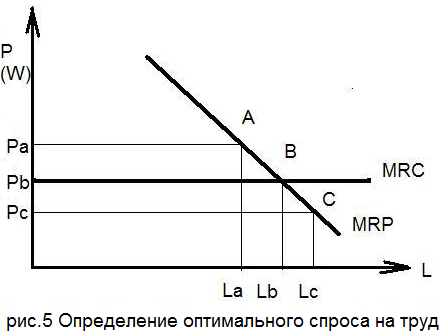 P
(W)
A
Pa
B
Pb
MRC
C
Pc
MRP
L
La Lb Lc
рис.5 Определение оптимального спроса на труд